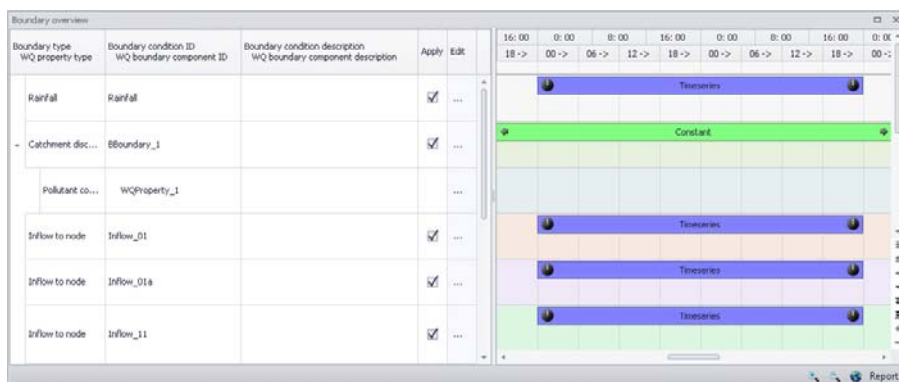 Boundary overview
Boundary type
WQ property type
Boundary condition ID
WQ boundary component ID
Boundary condition description
WQ boundary component description
Apply
Edit
16:00 0:00 8:00 16:00 0:00 8:00 16:00
18 -> 00 -> 06 -> 12 -> 18 -> 00 -> 06 -> 12 -> 18 ->
Rainfall Rainfall ... Timeseries
Catchment disc... BBoundary_1 ... Constant
Pollutant co... WQProperty_1 ...
Inflow to node Inflow_01 ... Timeseries
Inflow to node Inflow_01a ... Timeseries
Inflow to node Inflow_11 ... Timeseries
Report